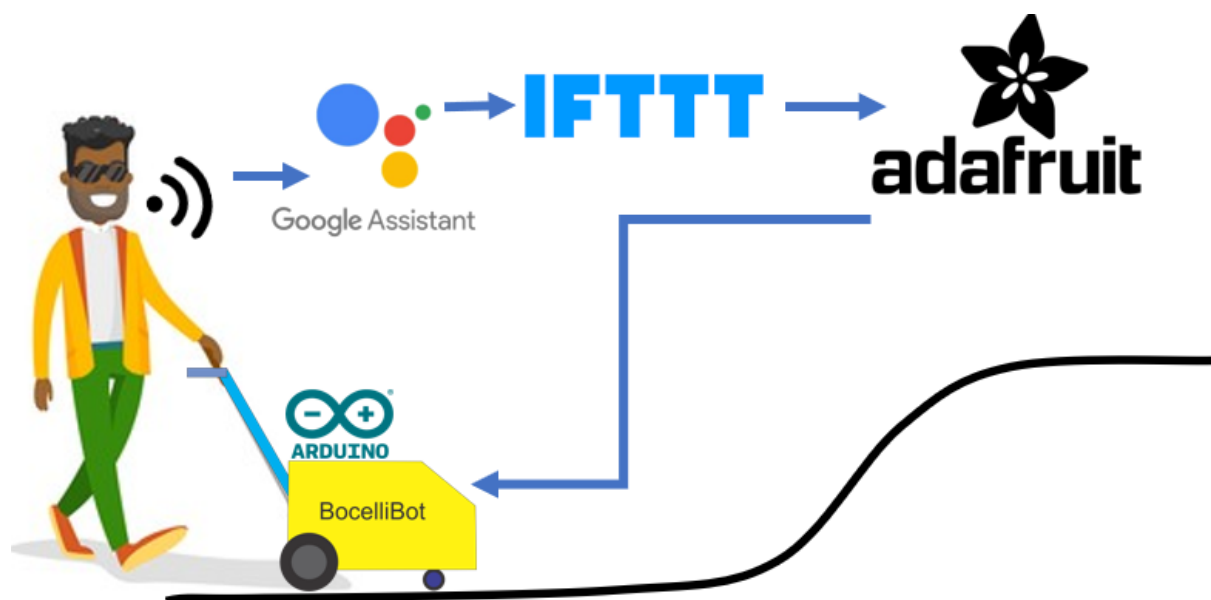 Google Assistant
IFTTT
adafruit
ARDUINO
BocelliBot